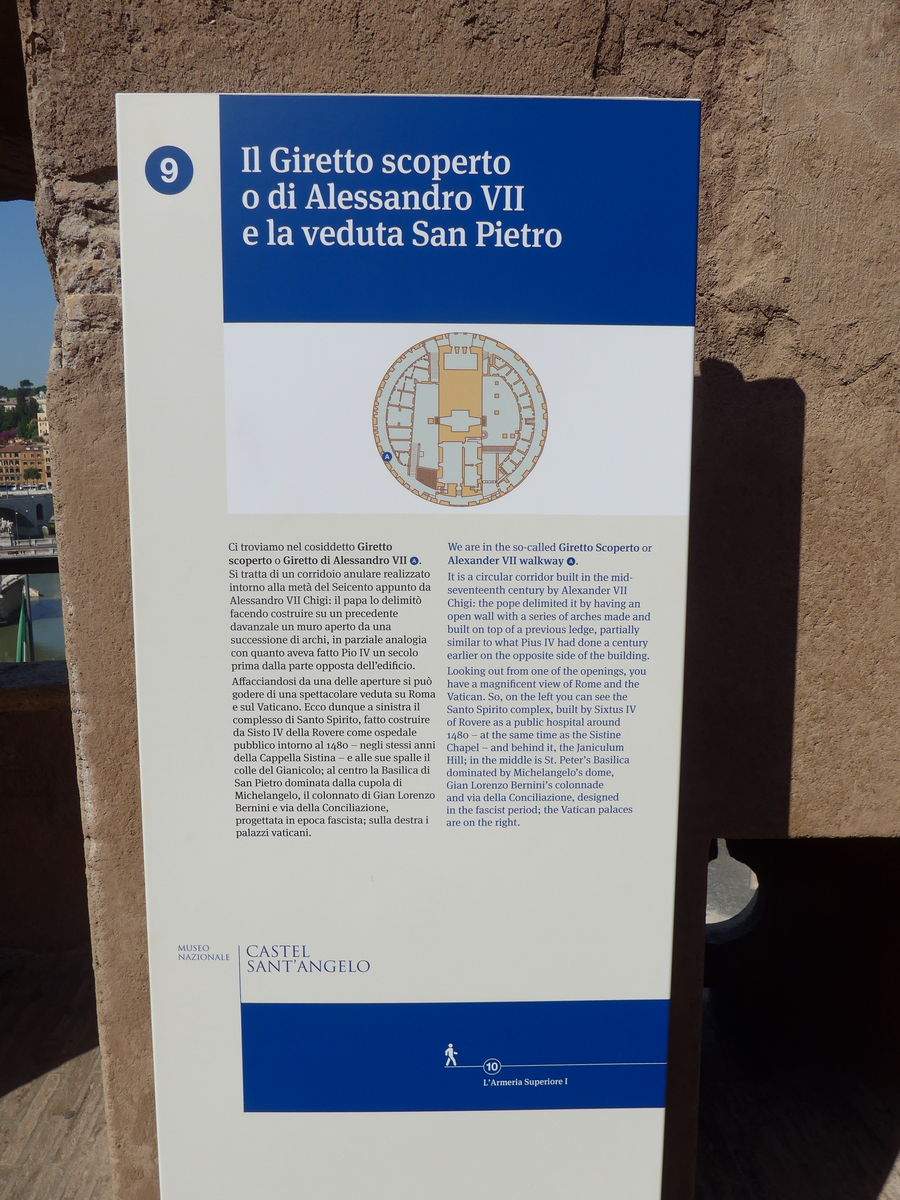 9
Il Giretto scoperto
o di Alessandro VII
e la veduta San Pietro
A
Ci troviamo nel cosiddetto Giretto
scoperto o Giretto di Alessandro VII A.
Si tratta di un corridoio anulare realizzato
intorno alla metà del Seicento appunto da
Alessandro VII Chigi: il papa lo delimitò
facendo costruire su un precedente
davanzale un muro aperto da una
successione di archi, in parziale analogia
con quanto aveva fatto Pio IV un secolo
prima dalla parte opposta dell'edificio.
Affacciandosi da una delle aperture si può
godere di una spettacolare veduta su Roma
e sul Vaticano. Ecco dunque a sinistra il
complesso di Santo Spirito, fatto costruire
da Sisto IV della Rovere come ospedale
pubblico intorno al 1480 – negli stessi anni
della Cappella Sistina – e alle sue spalle il
colle del Gianicolo; al centro la Basilica di
San Pietro dominata dalla cupola di
Michelangelo, il colonnato di Gian Lorenzo
Bernini e via della Conciliazione,
progettata in epoca fascista; sulla destra i
palazzi vaticani.
We are in the so-called Giretto Scoperto or
Alexander VII walkway A.
It is a circular corridor built in the mid-
seventeenth century by Alexander VII
Chigi: the pope delimited it by having an
open wall with a series of arches made and
built on top of a previous ledge, partially
similar to what Pius IV had done a century
earlier on the opposite side of the building.
Looking out from one of the openings, you
have a magnificent view of Rome and the
Vatican. So, on the left you can see the
Santo Spirito complex, built by Sixtus IV
of Rovere as a public hospital around
1480 – at the same time as the Sistine
Chapel – and behind it, the Janiculum
Hill; in the middle is St. Peter's Basilica
dominated by Michelangelo's dome,
Gian Lorenzo Bernini's colonnade
and via della Conciliazione, designed
in the fascist period; the Vatican palaces
are on the right.
MUSEO
NAZIONALE
CASTEL
SANT'ANGELO
10
L'Armeria Superiore I